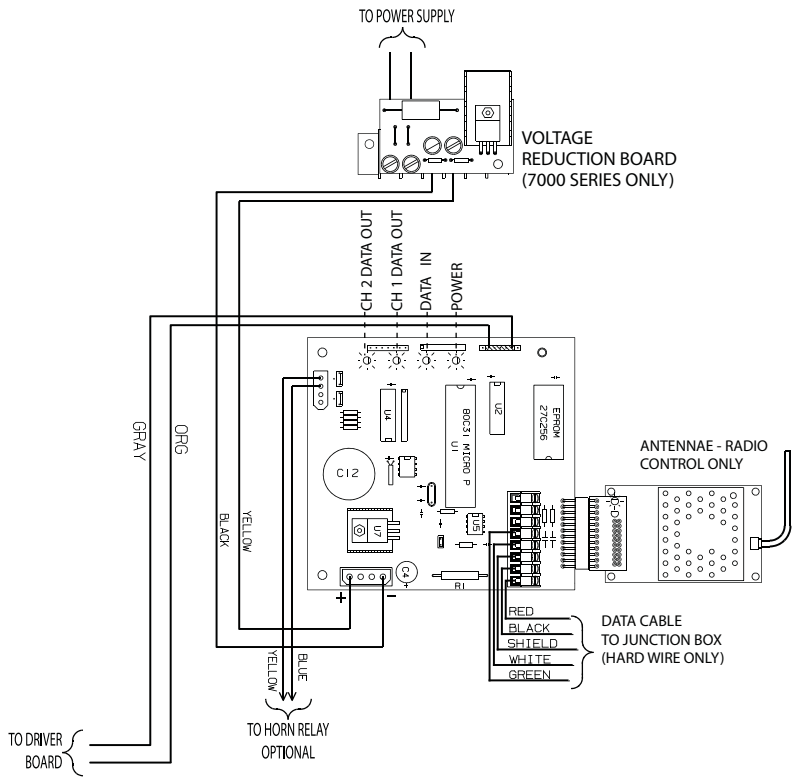 TO POWER SUPPLY
VOLTAGE
REDUCTION BOARD
(7000 SERIES ONLY)
CH 2 DATA OUT
CH 1 DATA OUT
DATA IN
POWER
GRAY
ORG
BLACK
YELLOW
U4
80C31 MICRO P
U1
U2
EPROM
27C256
C12
U7
U5
C4
+
R1
+
-
ANTENNAE - RADIO
CONTROL ONLY
RED
BLACK
SHIELD
WHITE
GREEN
DATA CABLE
TO JUNCTION BOX
(HARD WIRE ONLY)
YELLOW
BLUE
TO HORN RELAY
OPTIONAL
TO DRIVER
BOARD